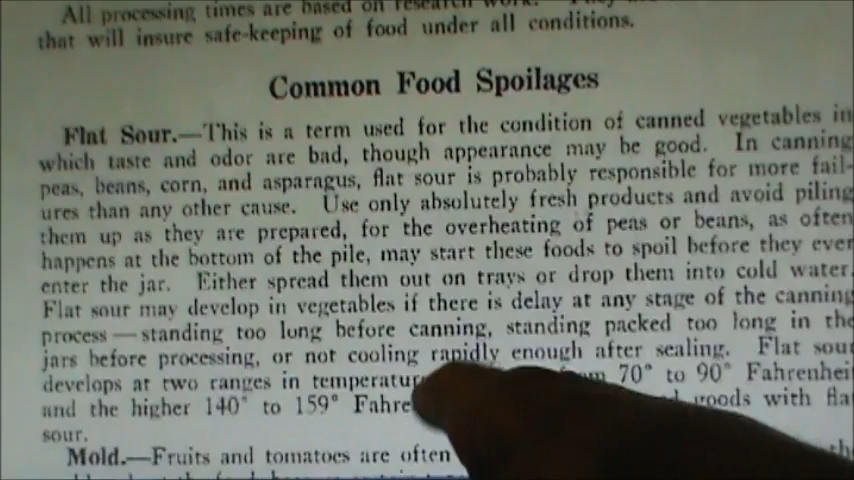 All processing times are based on research work.
that will insure safe-keeping of food under all conditions.
Common Food Spoilages
Flat Sour.—This is a term used for the condition of canned vegetables in
which taste and odor are bad, though appearance may be good. In canning
peas, beans, corn, and asparagus, flat sour is probably responsible for more fail-
ures than any other cause. Use only absolutely fresh products and avoid piling
them up as they are prepared, for the overheating of peas or beans, as often
happens at the bottom of the pile, may start these foods to spoil before they ever
enter the jar. Either spread them out on trays or drop them into cold water.
Flat sour may develop in vegetables if there is delay at any stage of the canning
process—standing too long before canning, standing packed too long in the
jars before processing, or not cooling rapidly enough after sealing. Flat sour
develops at two ranges in 70° to 90° Fahrenhei
and the higher 140° to 159° goods with fla
sour.
Mold.—Fruits and tomatoes are often the